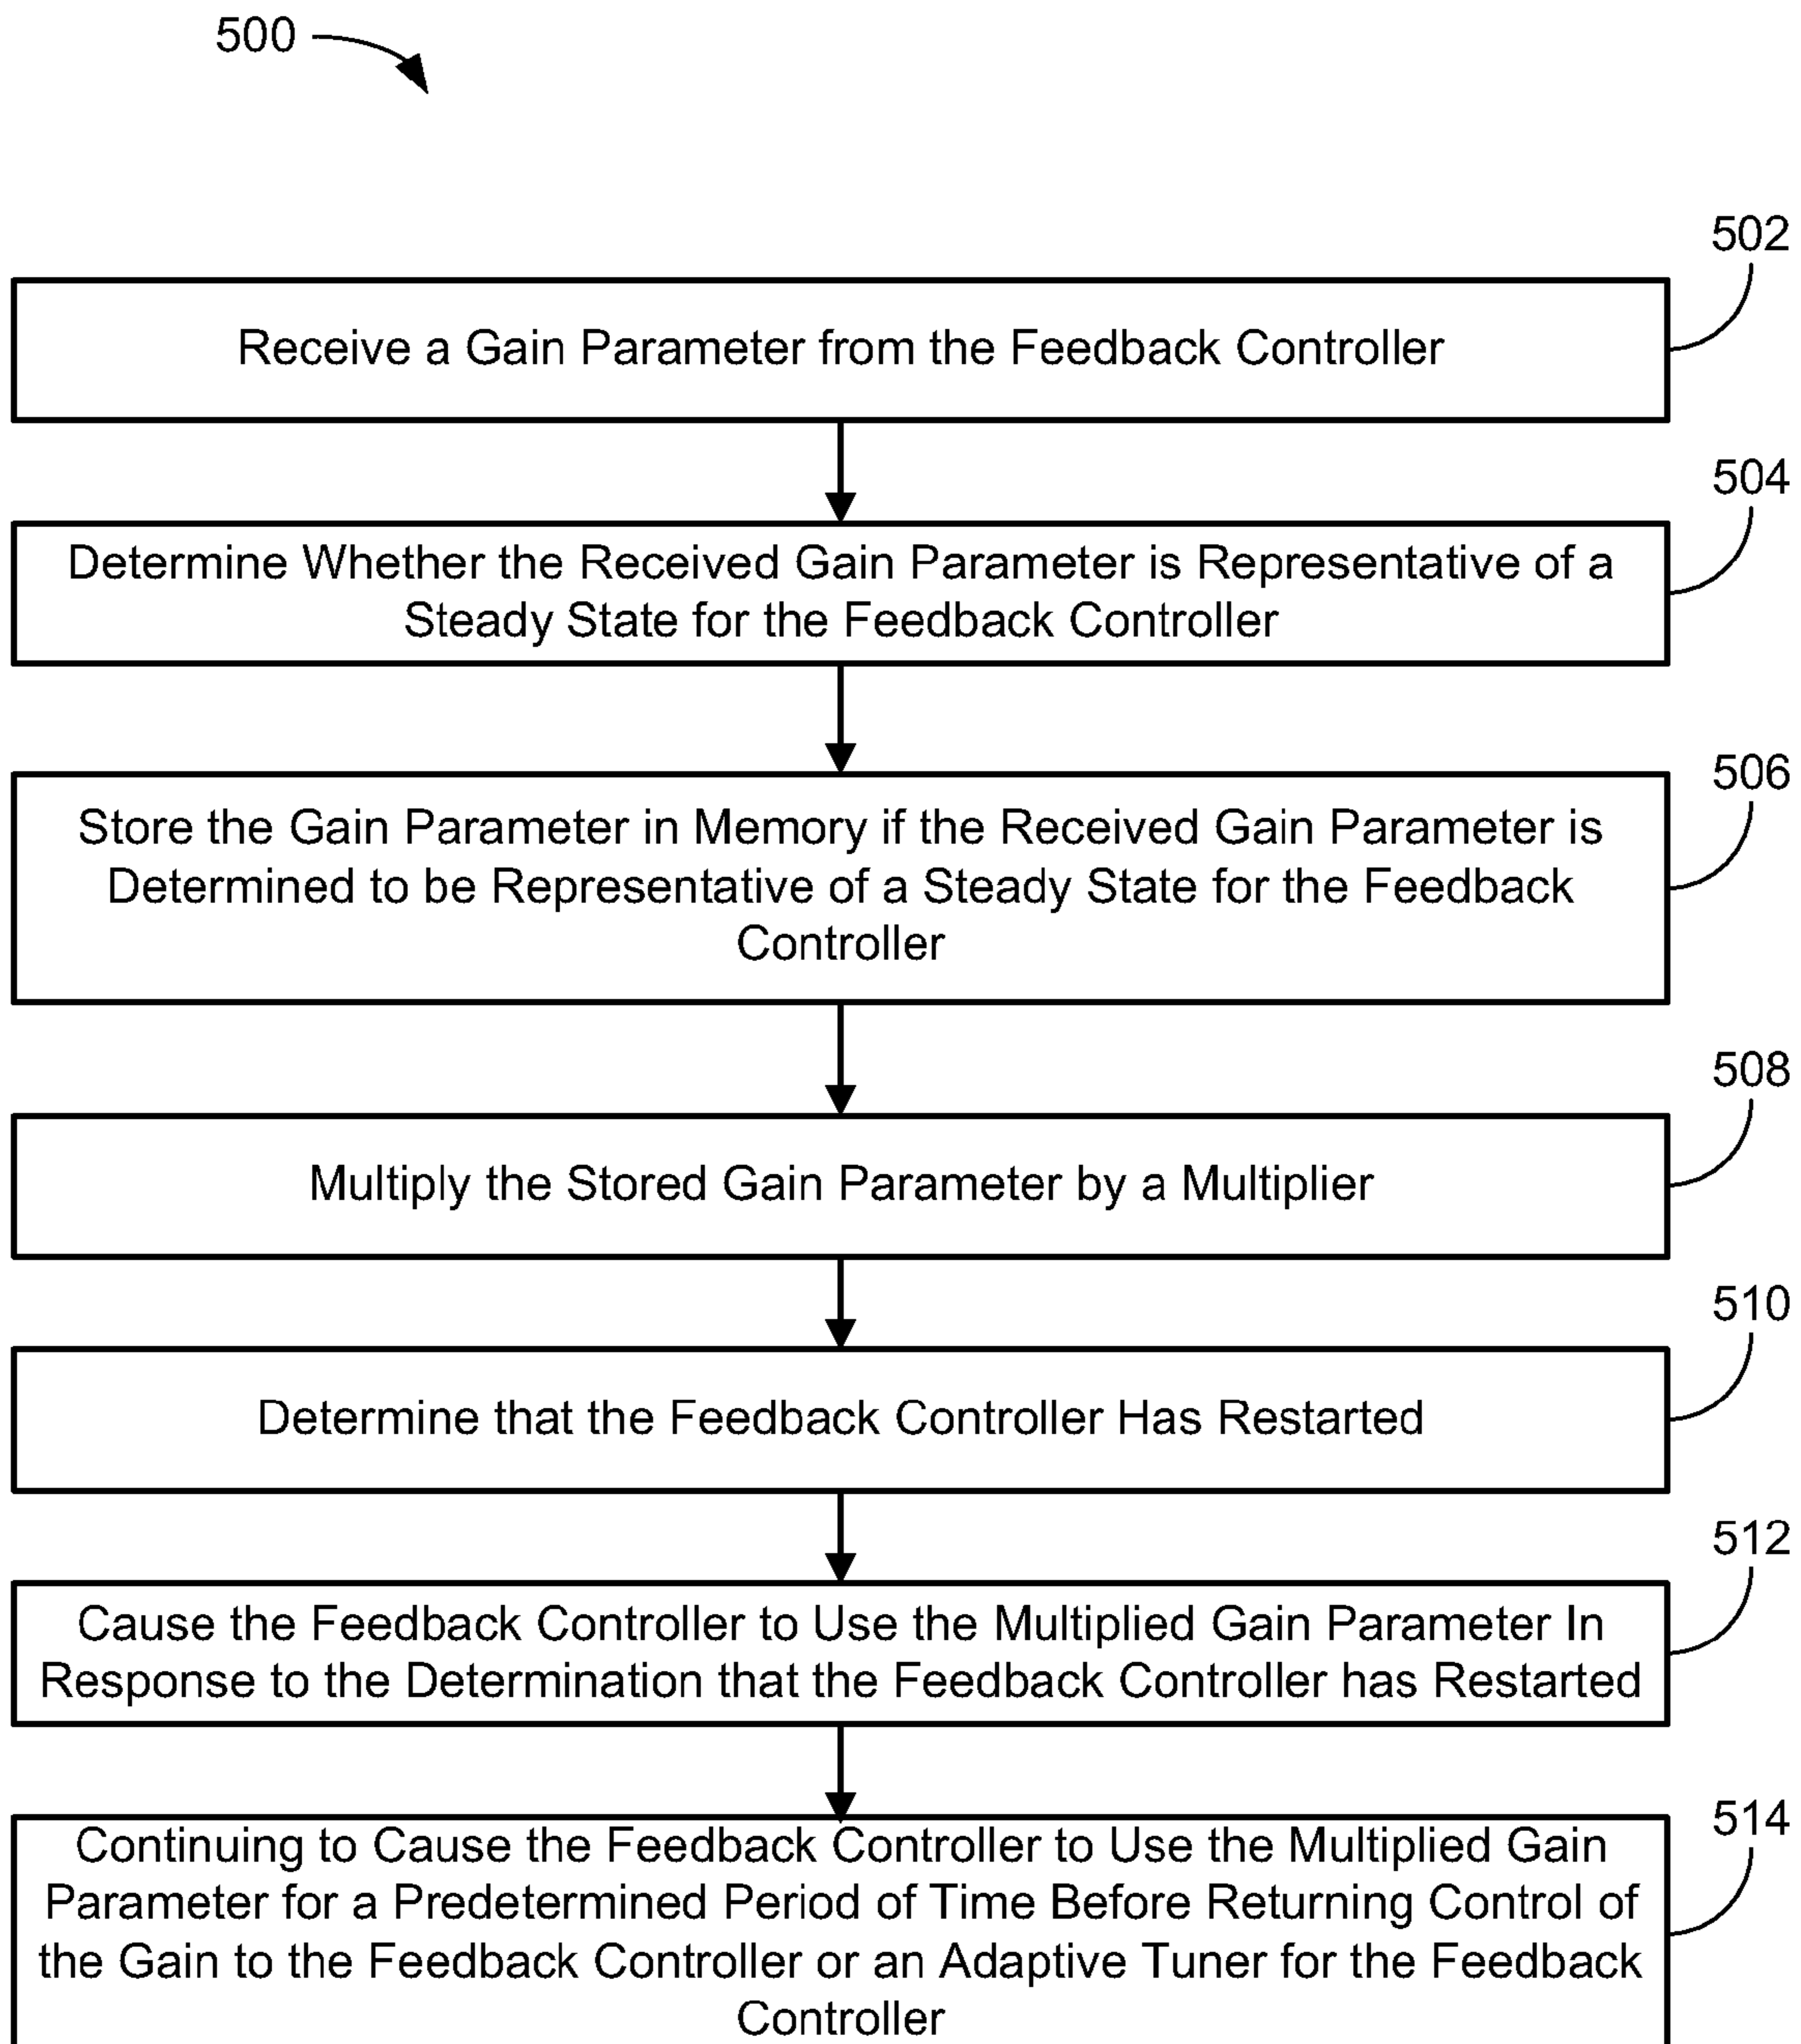 500
502
Receive a Gain Parameter from the Feedback Controller
504
Determine Whether the Received Gain Parameter is Representative of a
Steady State for the Feedback Controller
506
Store the Gain Parameter in Memory if the Received Gain Parameter is
Determined to be Representative of a Steady State for the Feedback
Controller
508
Multiply the Stored Gain Parameter by a Multiplier
510
Determine that the Feedback Controller Has Restarted
512
Cause the Feedback Controller to Use the Multiplied Gain Parameter In
Response to the Determination that the Feedback Controller has Restarted
514
Continuing to Cause the Feedback Controller to Use the Multiplied Gain
Parameter for a Predetermined Period of Time Before Returning Control of
the Gain to the Feedback Controller or an Adaptive Tuner for the Feedback
Controller